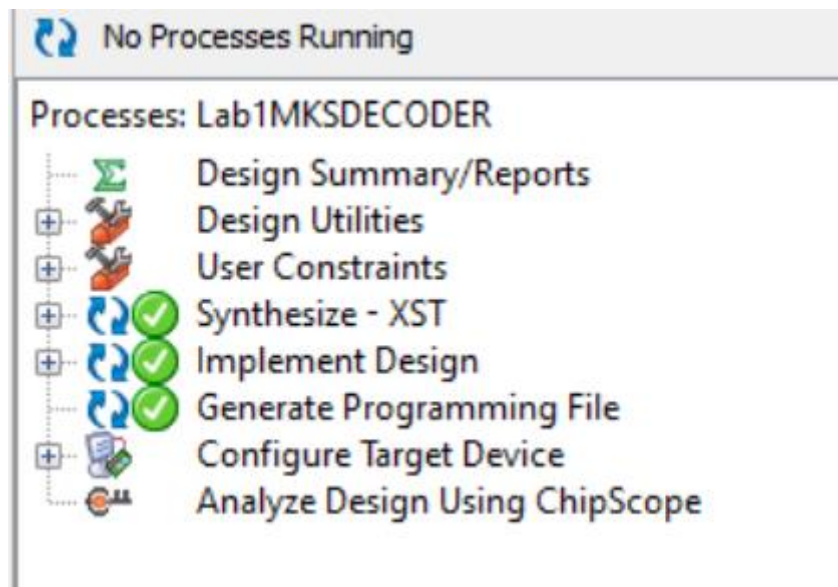 No Processes Running
Processes: Lab1MKSDECODER
Design Summary/Reports
Design Utilities
User Constraints
Synthesize - XST
Implement Design
Generate Programming File
Configure Target Device
Analyze Design Using ChipScope